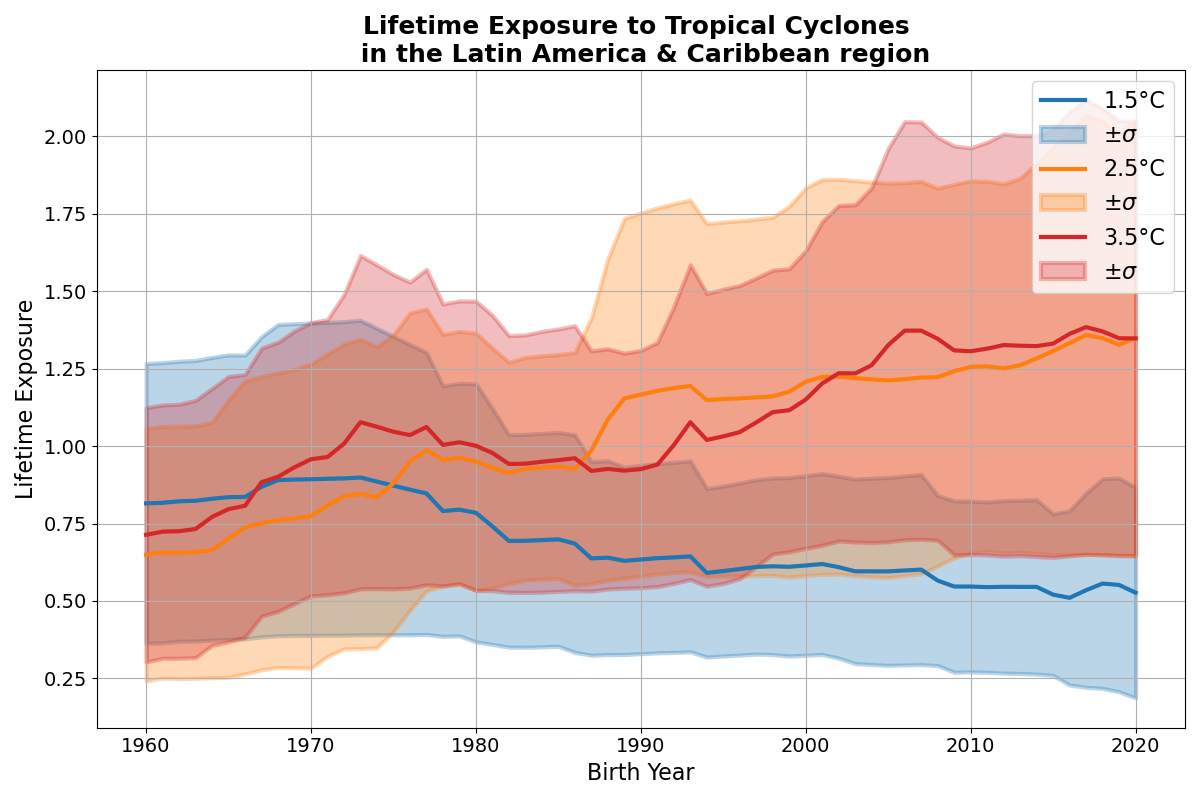 Lifetime Exposure to Tropical Cyclones
in the Latin America & Caribbean region
Lifetime Exposure
2.00
1.75
1.50
1.25
1.00
0.75
0.50
0.25
1960
1970
1980
1990
2000
2010
2020
Birth Year
1.5°C
±σ
2.5°C
±σ
3.5°C
±σ